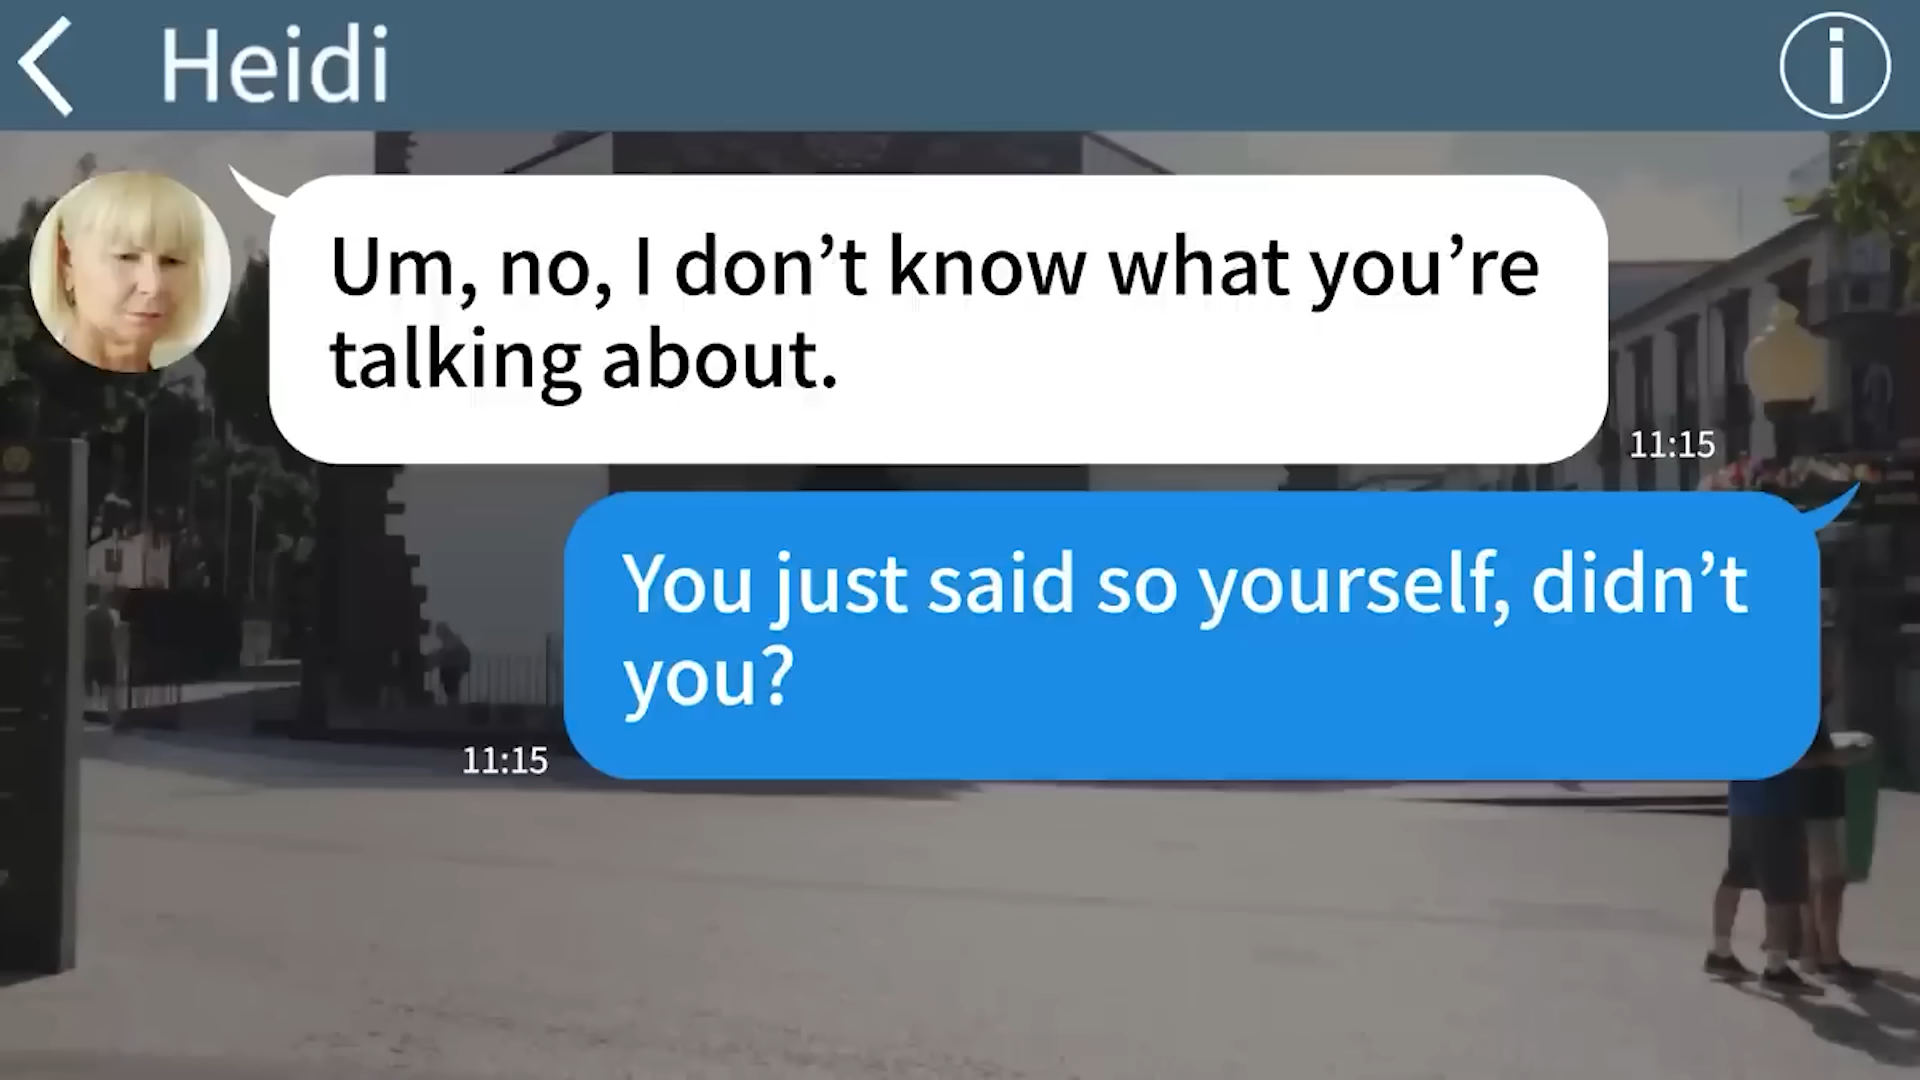 Heidi
Um, no, I don’t know what you’re
talking about.
11:15
You just said so yourself, didn’t
you?
11:15